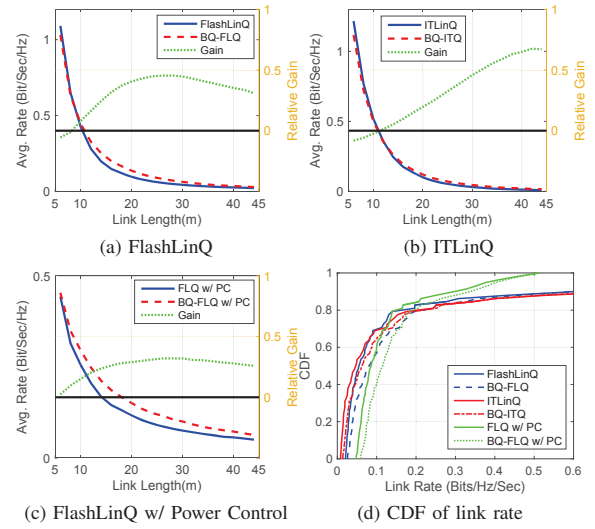 FlashLinQ
BQ-FLQ
Gain
1
0.5
0
1
0.5
0
0.5
Avg. Rate (Bit/Sec/Hz)
Relative Gain
5 10 20 30 40 45
Link Length(m)
(a) FlashLinQ
ITLinQ
BQ-ITQ
Gain
1
0.5
0
1
0.5
0
0.5
Avg. Rate (Bit/Sec/Hz)
Relative Gain
5 10 20 30 40 45
Link Length(m)
(b) ITLinQ
FLQ w/ PC
BQ-FLQ w/ PC
Gain
0.5
0
1
0.5
0
0.5
Avg. Rate (Bit/Sec/Hz)
Relative Gain
5 10 20 30 40 45
Link Length(m)
(c) FlashLinQ w/ Power Control
1
0.8
0.6
0.4
0.2
0
CDF
FlashLinQ
BQ-FLQ
ITLinQ
BQ-ITQ
FLQ w/ PC
BQ-FLQ w/ PC
0 0.1 0.2 0.3 0.4 0.5 0.6
Link Rate (Bits/Hz/Sec)
(d) CDF of link rate